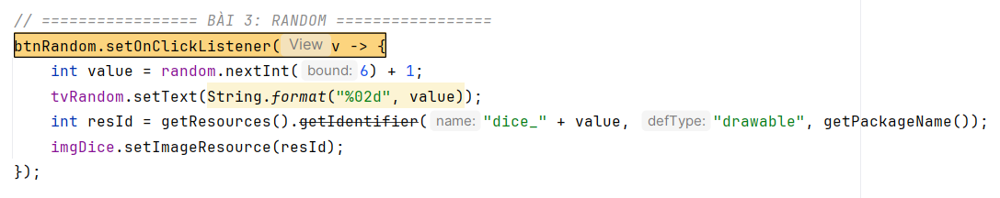 // ================= BÀI 3: RANDOM =================
btnRandom.setOnClickListener( View v -> {
    int value = random.nextInt( bound: 6) + 1;
    tvRandom.setText(String.format("%02d", value));
    int resId = getResources().getIdentifier( name: "dice_" + value, defType: "drawable", getPackageName());
    imgDice.setImageResource(resId);
});